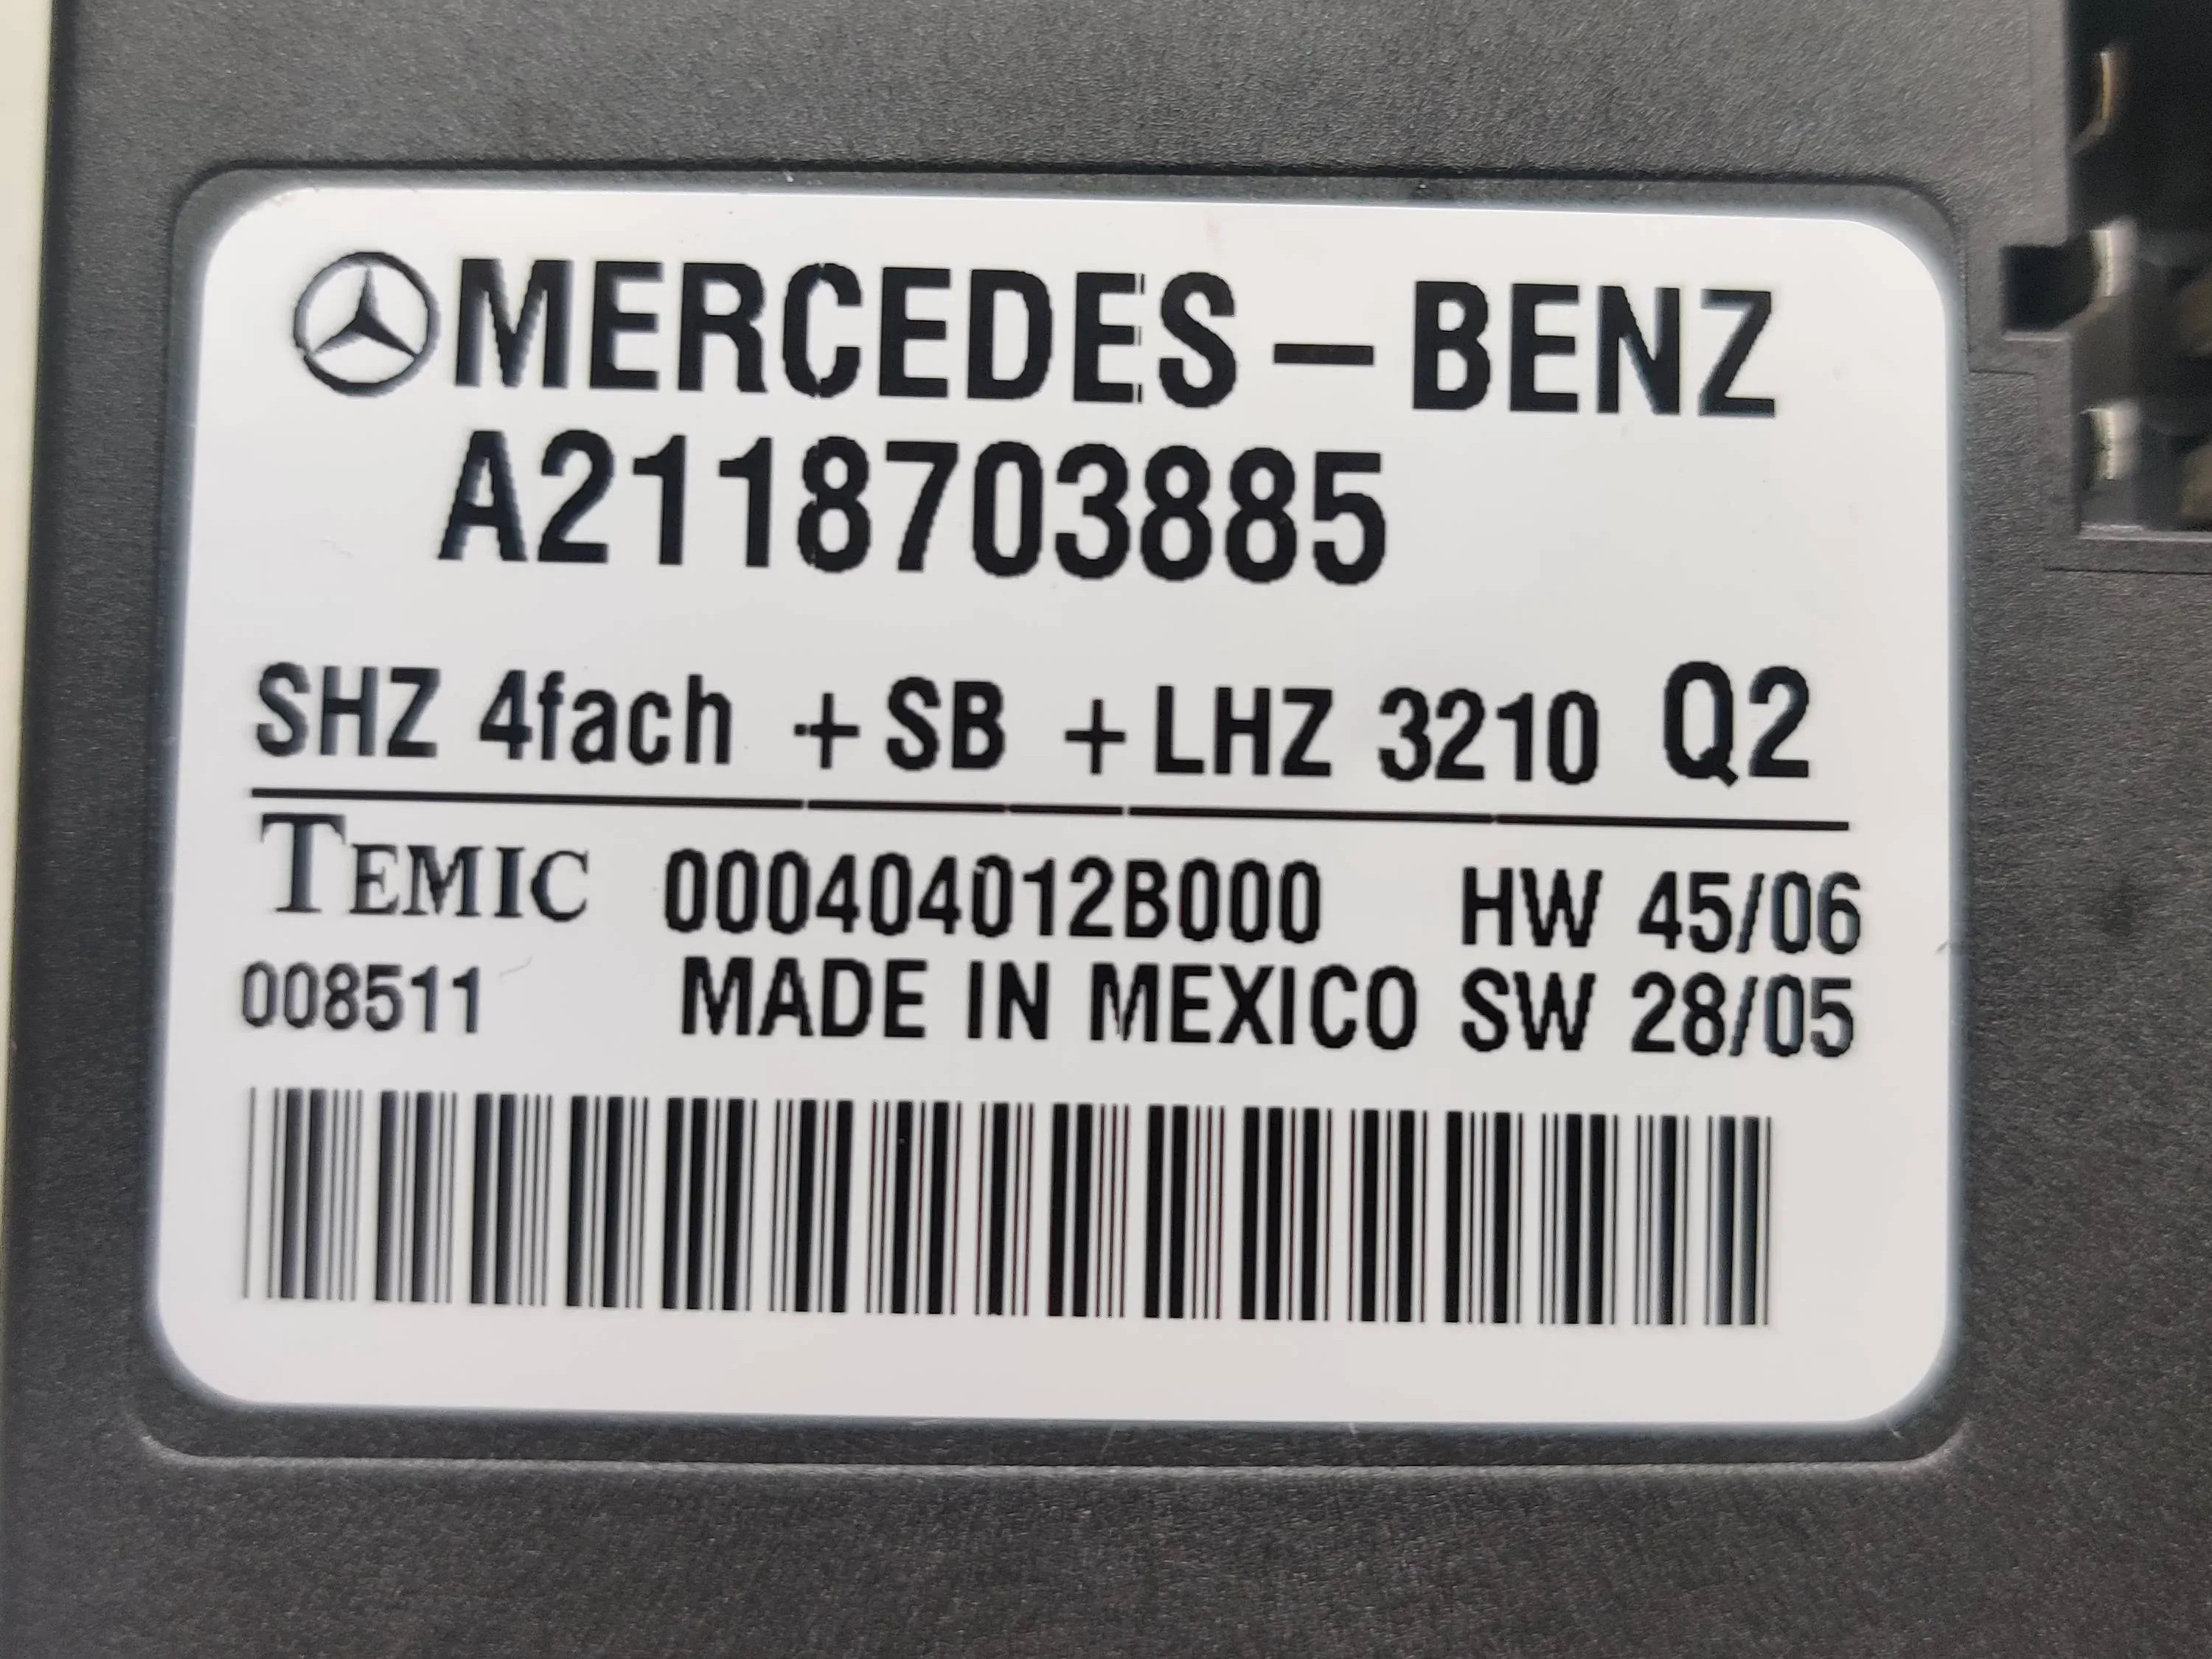 MERCEDES-BENZ
A2118703885
SHZ 4fach +SB +LHZ 3210 Q2
TEMIC 000404012B000 HW 45/06
008511 MADE IN MEXICO SW 28/05